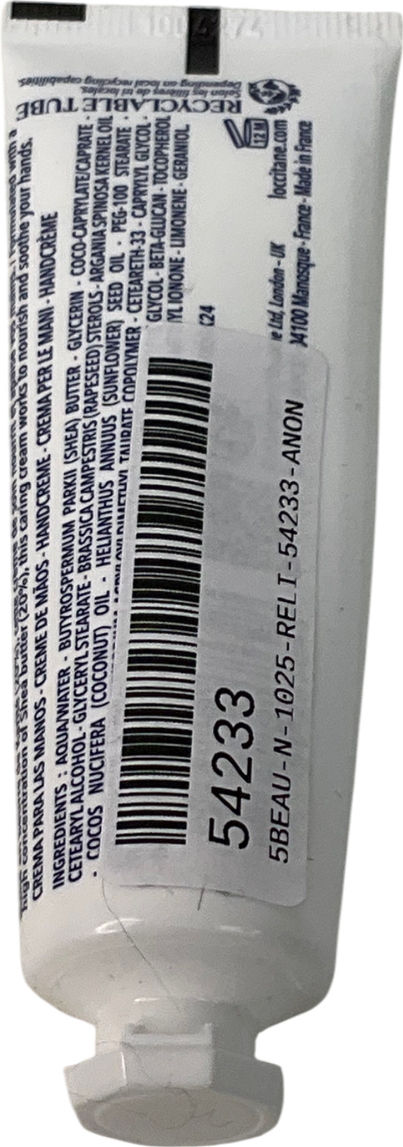 1004274
RECYCLABLE TUBE
Selon les filières de tri locales.
Depending on local recycling capabilities.
high concentration of Shea butter (20%), this caring cream works to nourish and soothe your hands.
CREMA PARA LAS MANOS - CREME DE MÃOS - HANDCREME - CREMA PER LE MANI - HANDCRÈME
INGREDIENTS : AQUA/WATER - BUTYROSPERMUM PARKII (SHEA) BUTTER - GLYCERIN - COCO-CAPRYLATE/CAPRATE -
CETEARYL ALCOHOL - GLYCERYL STEARATE - BRASSICA CAMPESTRIS (RAPESEED) STEROLS - ARGANIA SPINOSA KERNEL OIL
- COCOS NUCIFERA (COCONUT) OIL - HELIANTHUS ANNUUS (SUNFLOWER) SEED OIL - PEG-100 STEARATE -
TAURATE COPOLYMER - CETEARETH-33 - CAPRYLYL GLYCOL -
GLYCOL - BETA-GLUCAN - TOCOPHEROL
IONONE - LIMONENE - GERANIOL
12 M
loccitane.com
Ltd, London - UK
04100 Manosque - France - Made in France
54233
5BEAU-N-1025-RELI-54233-ANON